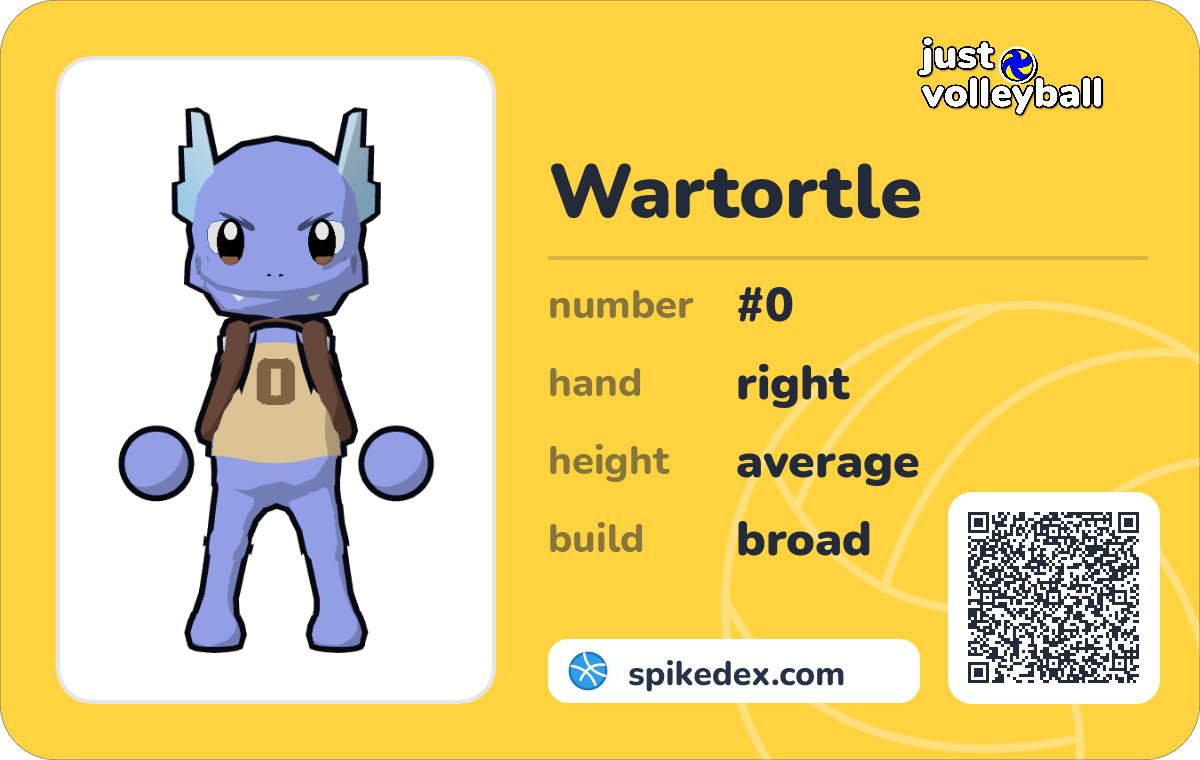 just
volleyball
Wartortle
number #0
hand right
height average
build broad
0
spikedex.com